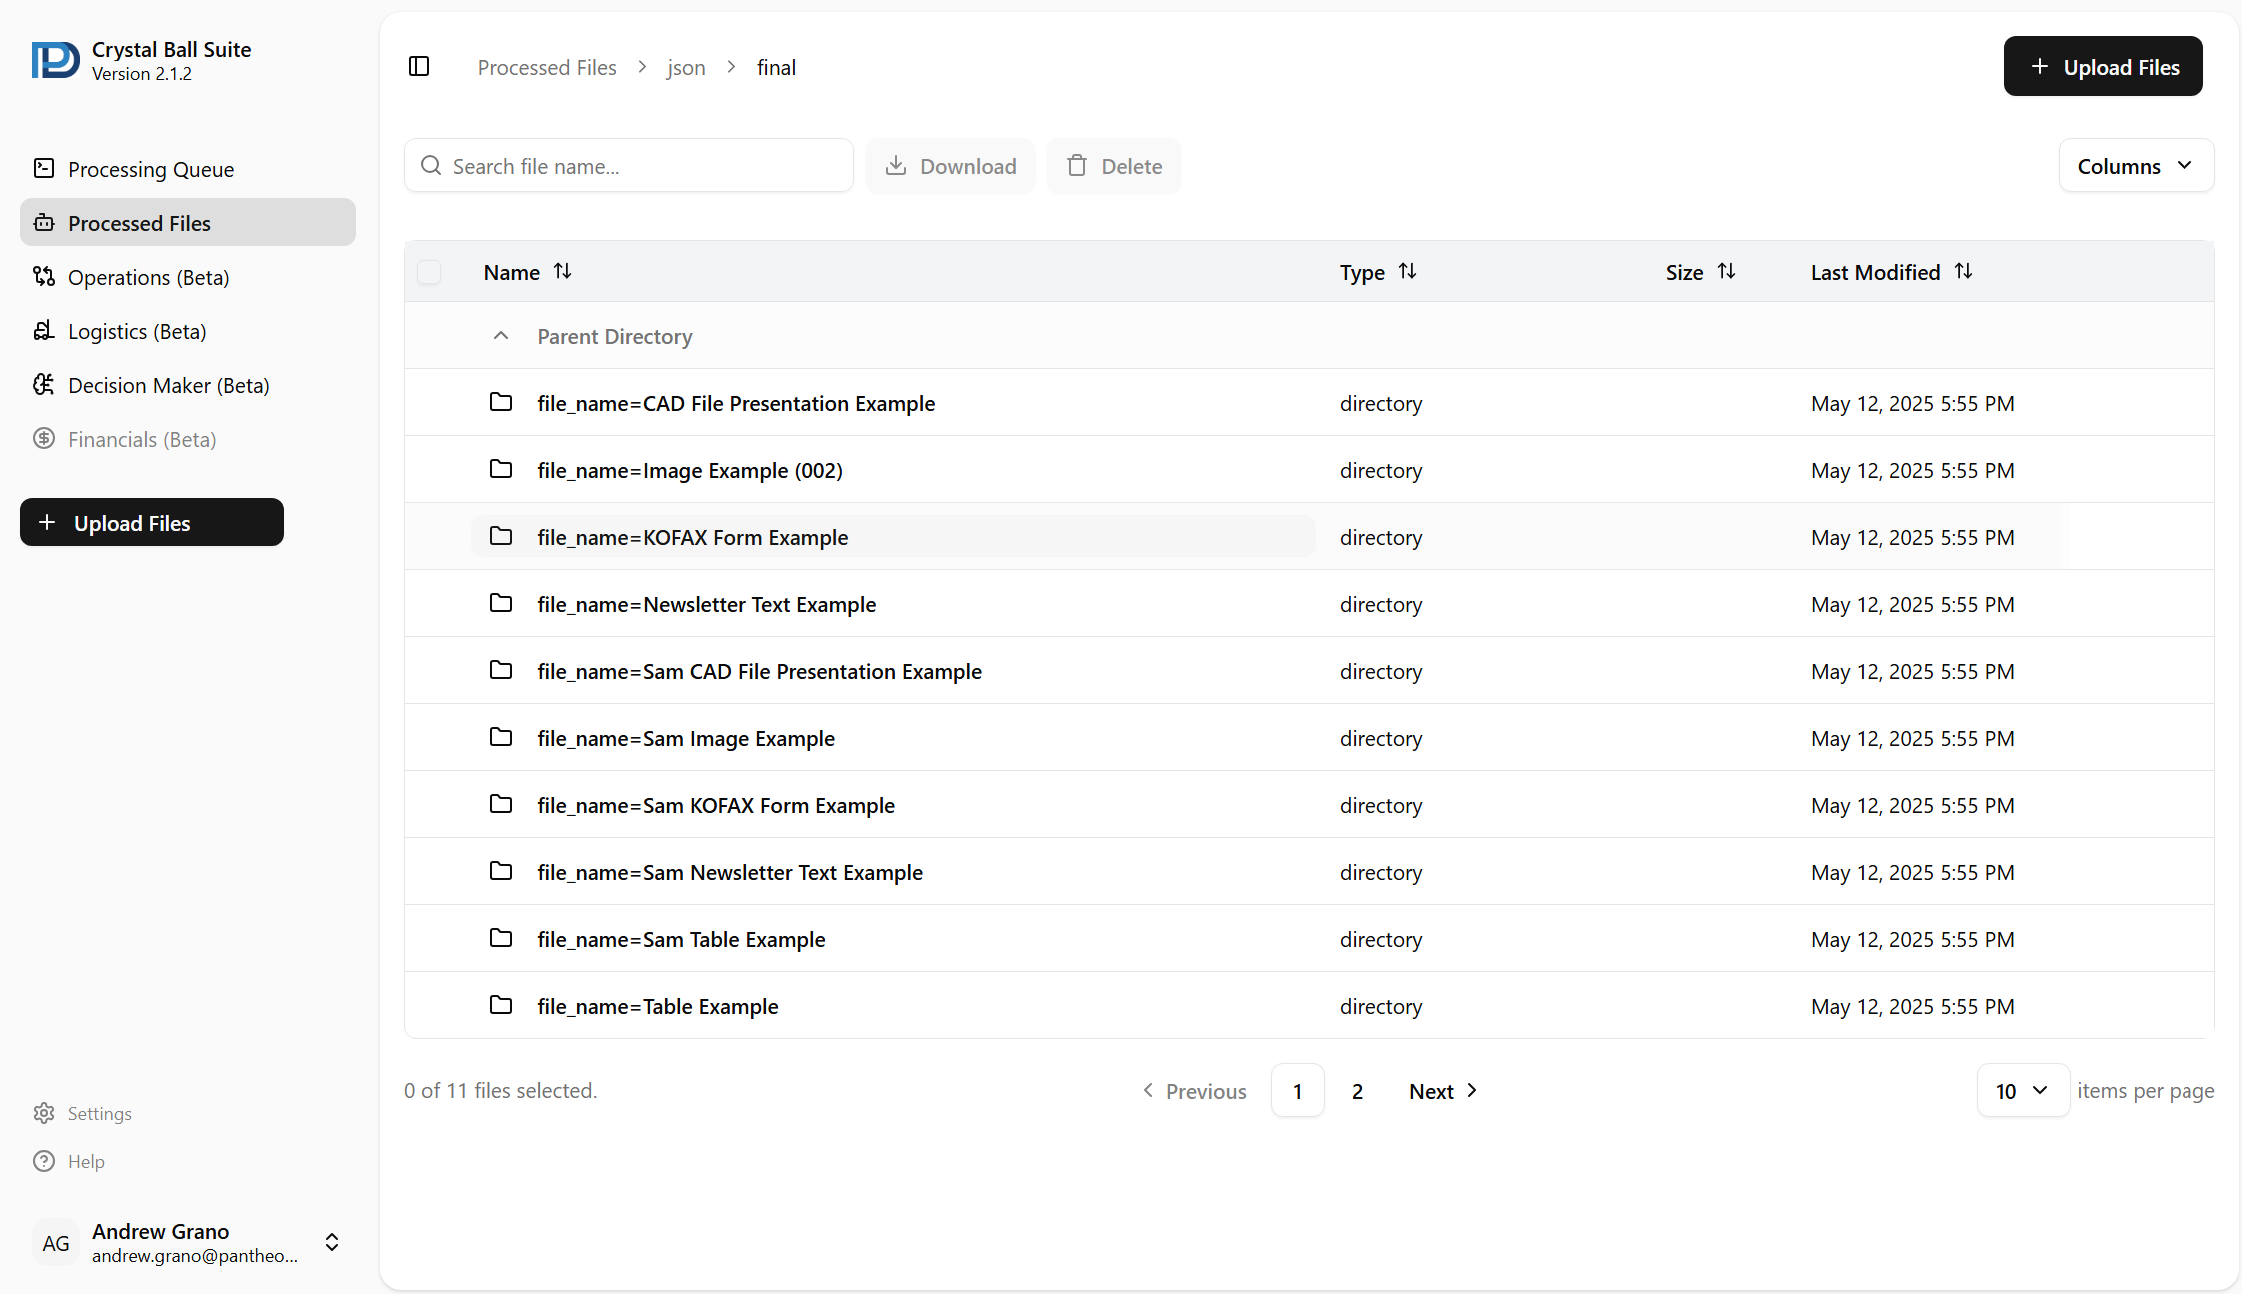 Crystal Ball Suite
Version 2.1.2
Processing Queue
Processed Files
Operations (Beta)
Logistics (Beta)
Decision Maker (Beta)
Financials (Beta)
+ Upload Files
Settings
Help
AG
Andrew Grano
andrew.grano@pantheo...
Processed Files > json > final
+ Upload Files
Search file name...
Download
Delete
Columns
Name Type Size Last Modified
Parent Directory
file_name=CAD File Presentation Example directory May 12, 2025 5:55 PM
file_name=Image Example (002) directory May 12, 2025 5:55 PM
file_name=KOFAX Form Example directory May 12, 2025 5:55 PM
file_name=Newsletter Text Example directory May 12, 2025 5:55 PM
file_name=Sam CAD File Presentation Example directory May 12, 2025 5:55 PM
file_name=Sam Image Example directory May 12, 2025 5:55 PM
file_name=Sam KOFAX Form Example directory May 12, 2025 5:55 PM
file_name=Sam Newsletter Text Example directory May 12, 2025 5:55 PM
file_name=Sam Table Example directory May 12, 2025 5:55 PM
file_name=Table Example directory May 12, 2025 5:55 PM
0 of 11 files selected.
< Previous 1 2 Next >
10 items per page